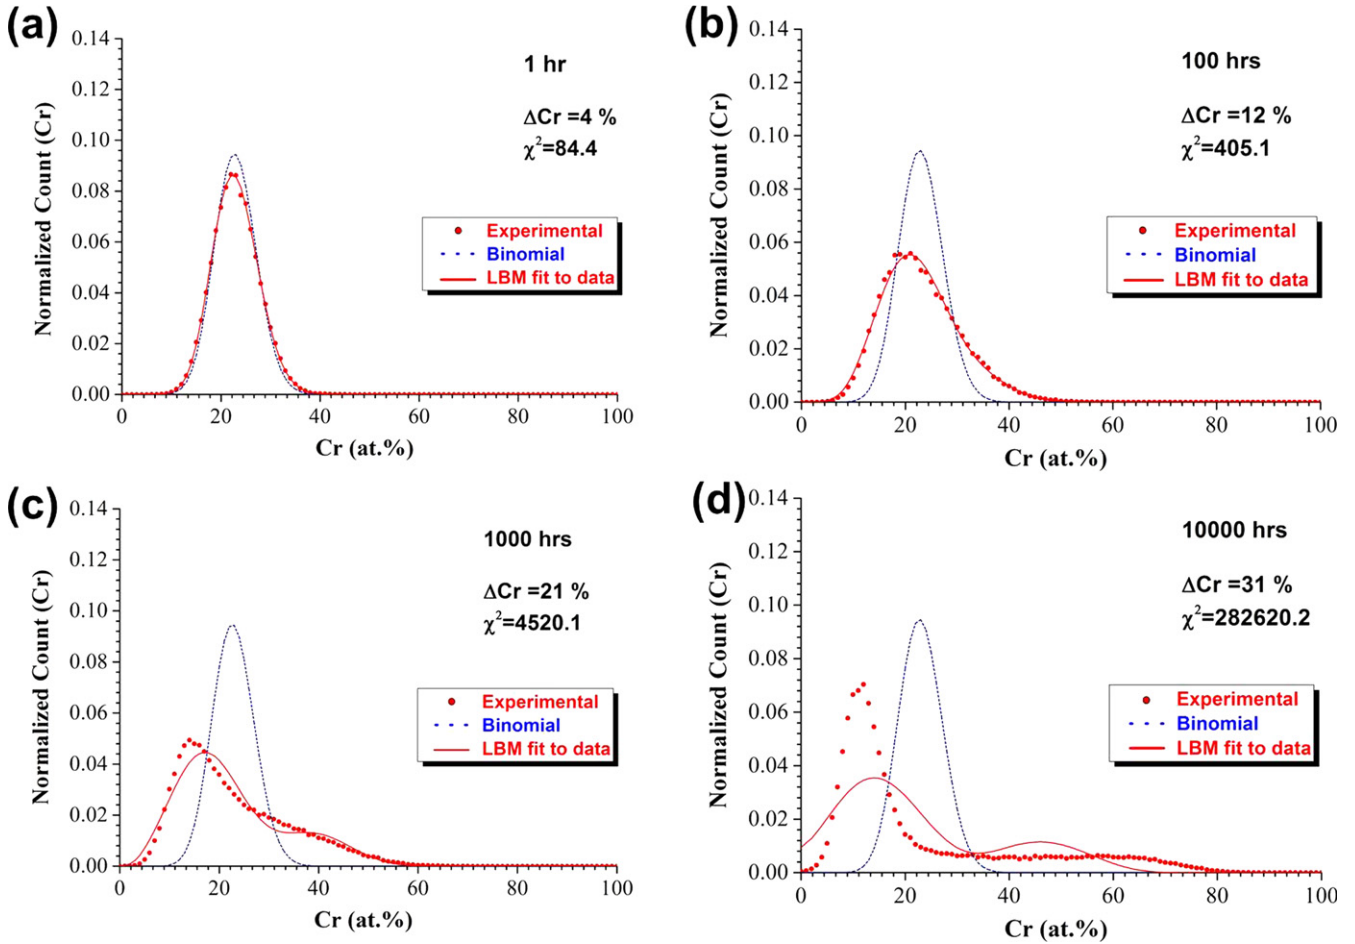 (a)
0.14
0.12
0.10
0.08
0.06
0.04
0.02
0.00
Normalized Count (Cr)
1 hr
ΔCr =4 %
χ²=84.4
Experimental
Binomial
LBM fit to data
0 20 40 60 80 100
Cr (at.%)
(b)
0.14
0.12
0.10
0.08
0.06
0.04
0.02
0.00
Normalized Count (Cr)
100 hrs
ΔCr =12 %
χ²=405.1
Experimental
Binomial
LBM fit to data
0 20 40 60 80 100
Cr (at.%)
(c)
0.14
0.12
0.10
0.08
0.06
0.04
0.02
0.00
Normalized Count (Cr)
1000 hrs
ΔCr =21 %
χ²=4520.1
Experimental
Binomial
LBM fit to data
0 20 40 60 80 100
Cr (at.%)
(d)
0.14
0.12
0.10
0.08
0.06
0.04
0.02
0.00
Normalized Count (Cr)
10000 hrs
ΔCr =31 %
χ²=282620.2
Experimental
Binomial
LBM fit to data
0 20 40 60 80 100
Cr (at.%)